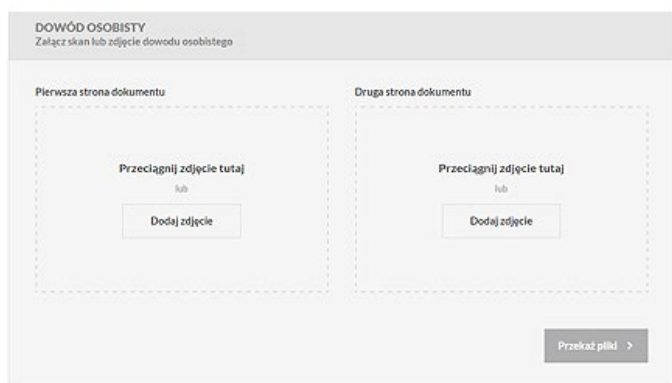 DOWÓD OSOBISTY
Załącz skan lub zdjęcie dowodu osobistego
Pierwsza strona dokumentu
Druga strona dokumentu
Przeciągnij zdjęcie tutaj
lub
Dodaj zdjęcie
Przeciągnij zdjęcie tutaj
lub
Dodaj zdjęcie
Przekaż pliki >